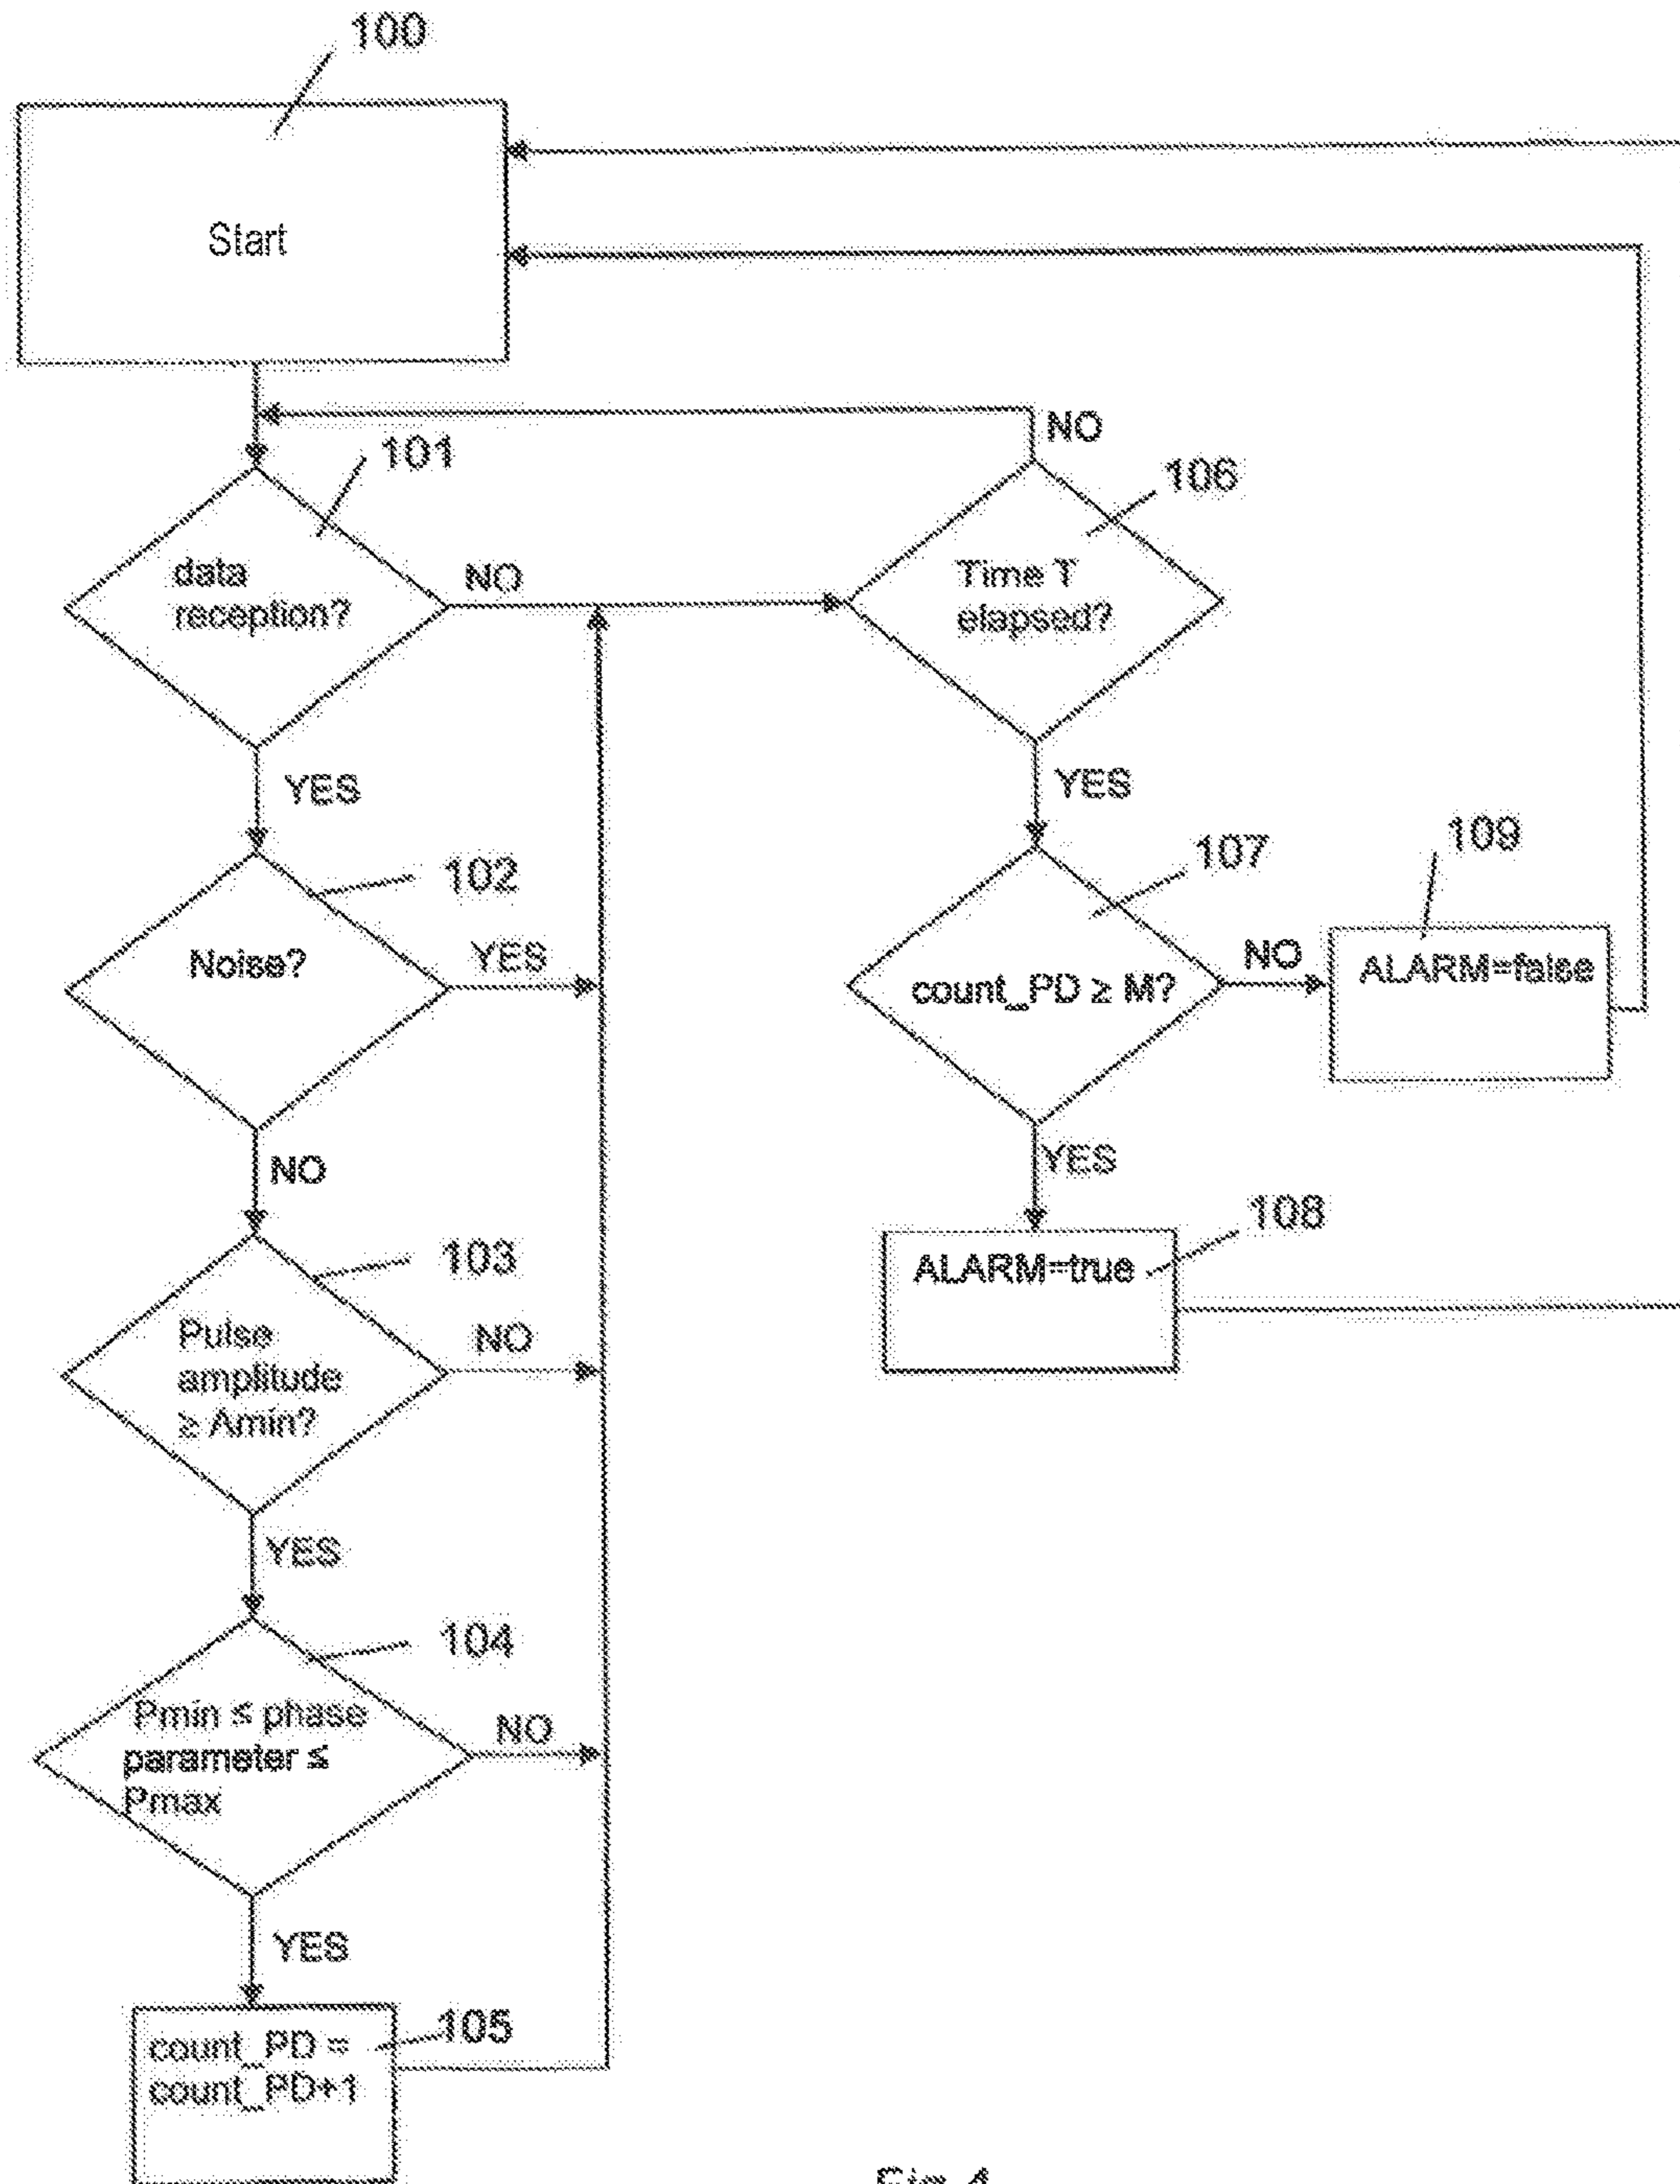 100
Start
NO
101
106
data
reception?
NO
Time T
elapsed?
YES
YES
102
107
109
Noise?
YES
count_PD ≥ M?
NO
ALARM=false
NO
YES
103
108
Pulse
amplitude
≥ Amin?
NO
ALARM=true
YES
104
Pmin ≤ phase
parameter ≤
Pmax
NO
YES
105
count_PD =
count_PD+1